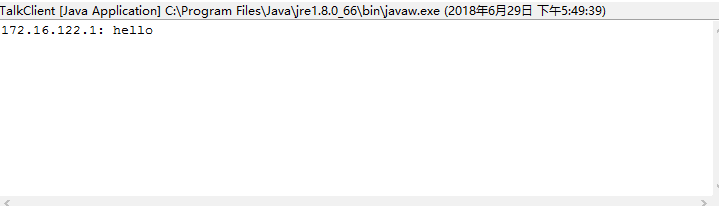 TalkClient [Java Application] C:\Program Files\Java\jre1.8.0_66\bin\javaw.exe (2018年6月29日 下午5:49:39)
172.16.122.1: hello